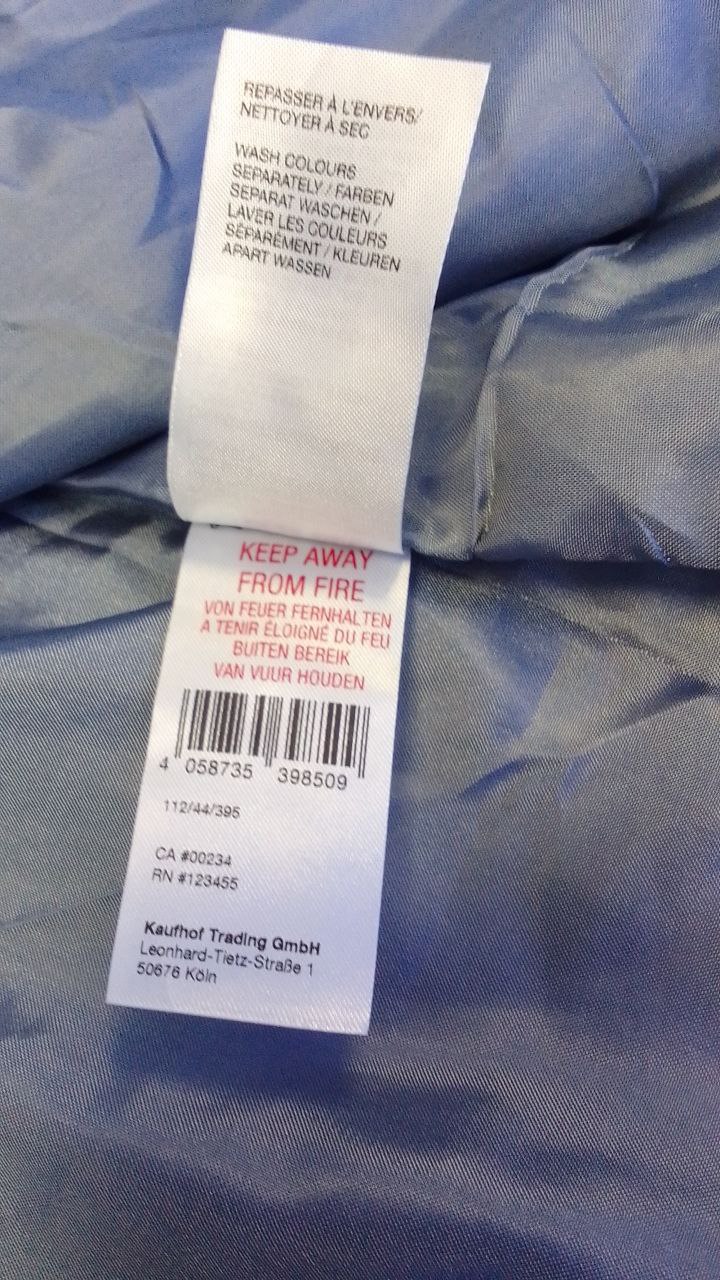 REPASSER À L'ENVERS/
NETTOYER À SEC
WASH COLOURS
SEPARATELY / FARBEN
SEPARAT WASCHEN /
LAVER LES COULEURS
SÉPARÉMENT / KLEUREN
APART WASSEN
KEEP AWAY
FROM FIRE
VON FEUER FERNHALTEN
A TENIR ÉLOIGNÉ DU FEU
BUITEN BEREIK
VAN VUUR HOUDEN
4 058735 398509
112/44/395
CA #00234
RN #123455
Kaufhof Trading GmbH
Leonhard-Tietz-Straße 1
50676 Köln